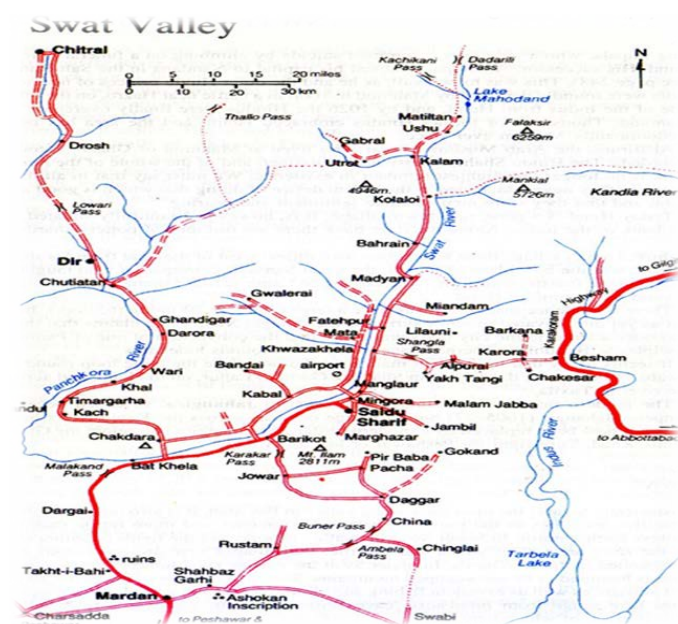 Swat Valley
Chitral
Kachikani Pass
Dadarili Pass
N
0 5 10 15 20 miles
0 10 20 30 km
Lake Mahodand
Thallo Pass
Matiltan
Falaksir
Ushu
6259m
Drosh
Gabral
Utrot
Kalam
Mankial
4946m.
5726m
Kandia River
Lowari Pass
Kolaloi
Swat River
Bahrain
Dir
Chutiatan
Madyan
to Gilg
Gwalerai
Miandam
Highway
Ghandigar
Fatehpur
Darora
Mata
Lilauni
Barkana
Karakoram
Khwazakhela
Shangla Pass
Karora
Panchkora River
Wari
Bandai
airport
Alpurai
Besham
Khal
Yakh Tangi
Chakesar
Manglaur
Timargarha
Kabal
Mingora
Malam Jabba
ndu
Kach
Saidu Sharif
Jambil
to Abbottaba
Chakdara
Barikot
Marghazar
Karakar Pass
Mt. Ilam
2811m
Pir Baba
Gokand
Indus River
Malakand Pass
Bat Khela
Jowar
Pacha
Daggar
Dargai
Buner Pass
China
Rustam
Ambela Pass
Chinglai
Tarbela Lake
ruins
Takht-i-Bahi
Shahbaz Garhi
Mardan
Ashokan Inscription
Charsadda
to Peshawar &
Swabi